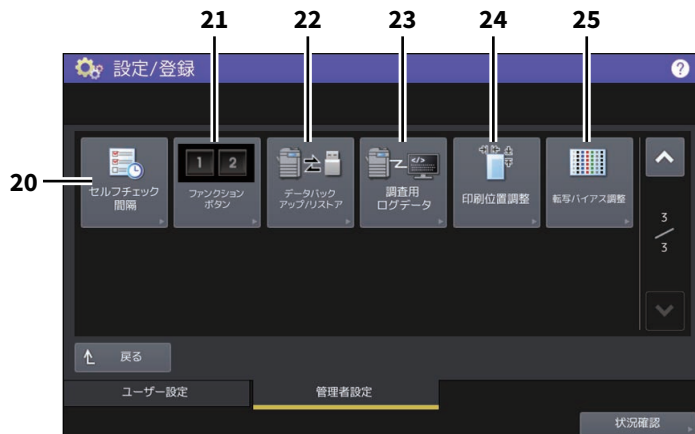 21 22 23 24 25
設定/登録
?
20
1 2
セルフチェック
間隔
ファンクション
ボタン
データバック
アップ/リストア
調査用
ログデータ
印刷位置調整
転写バイアス調整
3
3
戻る
ユーザー設定
管理者設定
状況確認